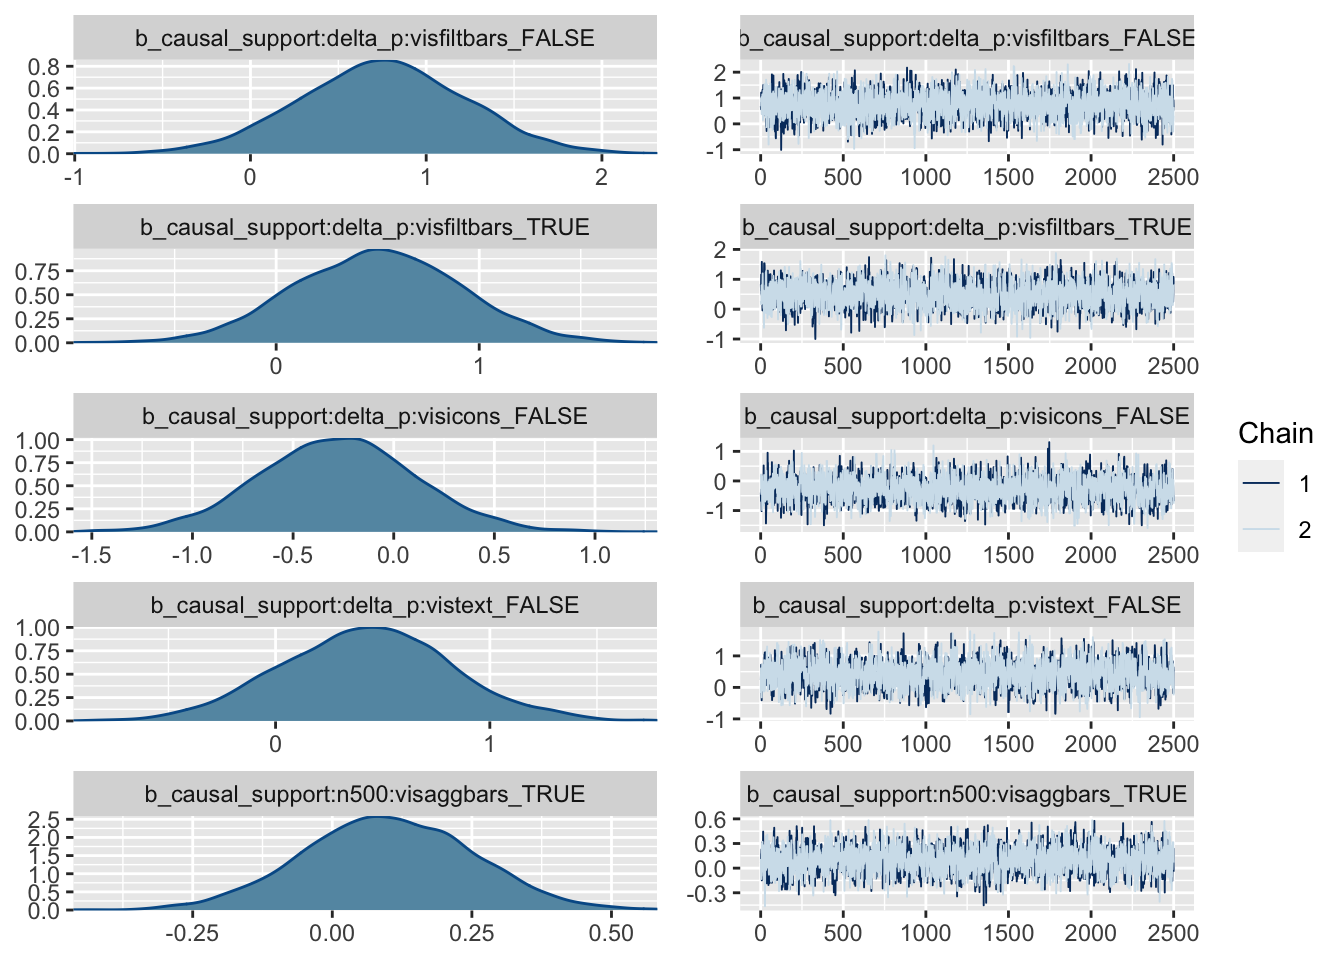 b_causal_support:delta_p:visfiltbars_FALSE
0.8
0.6
0.4
0.2
0.0
-1 0 1 2
b_causal_support:delta_p:visfiltbars_FALSE
2
1
0
-1
0 500 1000 1500 2000 2500
b_causal_support:delta_p:visfiltbars_TRUE
0.75
0.50
0.25
0.00
0 1
b_causal_support:delta_p:visfiltbars_TRUE
2
1
0
-1
0 500 1000 1500 2000 2500
b_causal_support:delta_p:visicons_FALSE
1.00
0.75
0.50
0.25
0.00
-1.5 -1.0 -0.5 0.0 0.5 1.0
b_causal_support:delta_p:visicons_FALSE
1
0
-1
0 500 1000 1500 2000 2500
b_causal_support:delta_p:vistext_FALSE
1.00
0.75
0.50
0.25
0.00
0 1
b_causal_support:delta_p:vistext_FALSE
1
0
-1
0 500 1000 1500 2000 2500
b_causal_support:n500:visaggbars_TRUE
2.5
2.0
1.5
1.0
0.5
0.0
-0.25 0.00 0.25 0.50
b_causal_support:n500:visaggbars_TRUE
0.6
0.3
0.0
-0.3
0 500 1000 1500 2000 2500
Chain
1
2